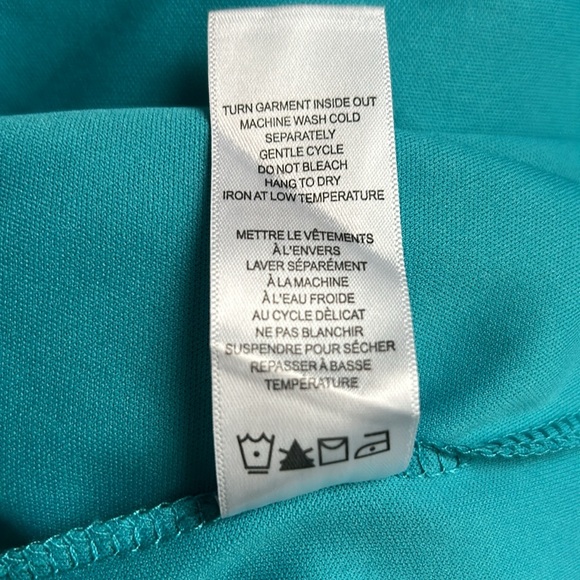 TURN GARMENT INSIDE OUT
MACHINE WASH COLD
SEPARATELY
GENTLE CYCLE
DO NOT BLEACH
HANG TO DRY
IRON AT LOW TEMPERATURE
METTRE LE VÊTEMENTS
À L'ENVERS
LAVER SÉPARÉMENT
À LA MACHINE
À L'EAU FROIDE
AU CYCLE DÈLICAT
NE PAS BLANCHIR
SUSPENDRE POUR SÉCHER
REPASSER À BASSE
TEMPÉRATURE